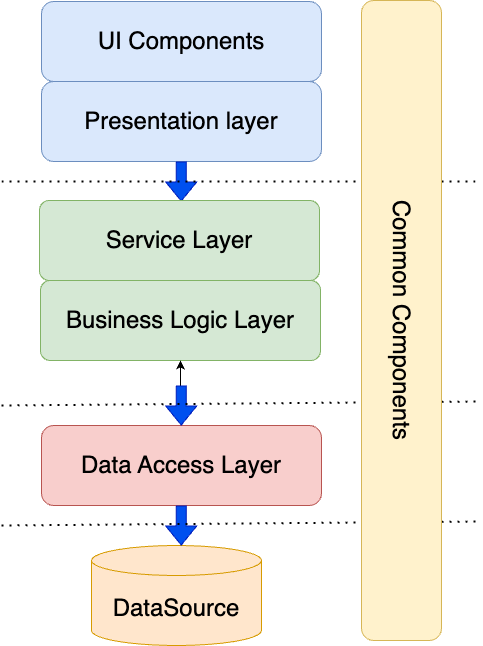 UI Components
Presentation layer
Service Layer
Business Logic Layer
Data Access Layer
DataSource
Common Components